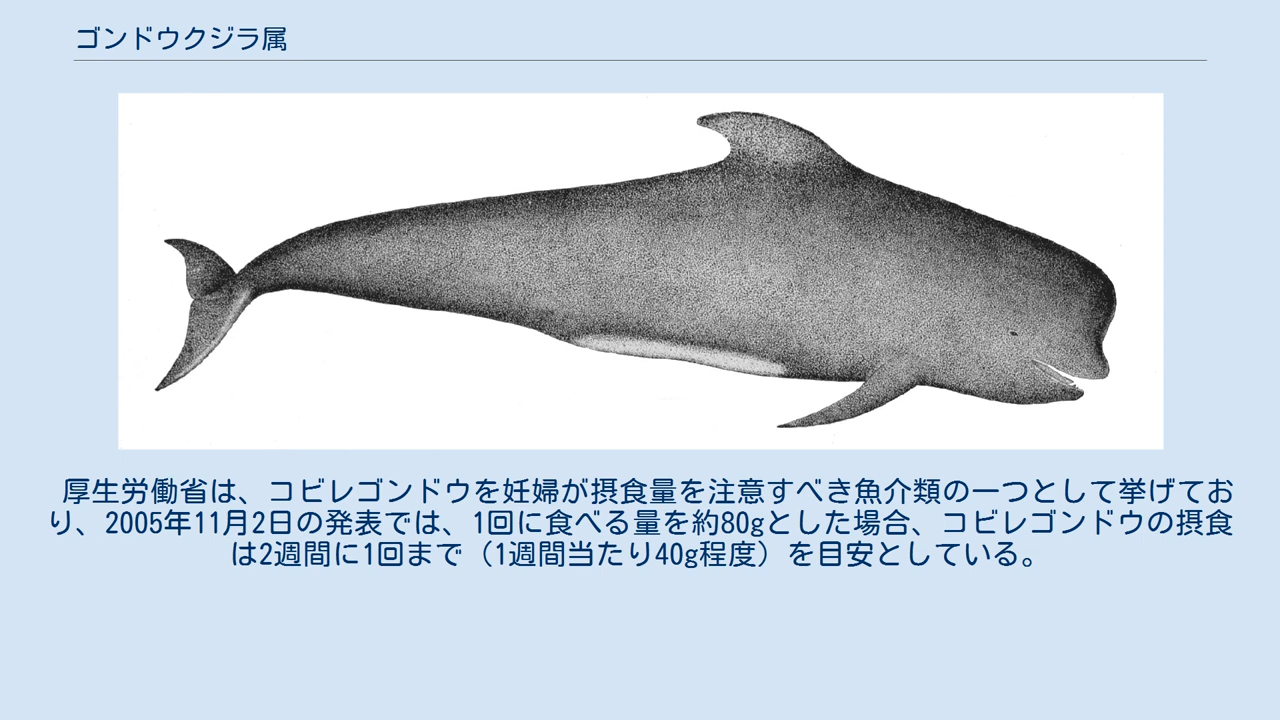 ゴンドウクジラ属
厚生労働省は、コビレゴンドウを妊婦が摂食量を注意すべき魚介類の一つとして挙げてお
り、2005年11月2日の発表では、1回に食べる量を約80gとした場合、コビレゴンドウの摂食
は2週間に1回まで（1週間当たり40g程度）を目安としている。